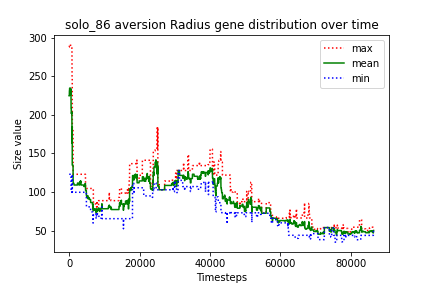 solo_86 aversion Radius gene distribution over time
300
250
200
150
100
50
Size value
max
mean
min
0
20000
40000
60000
80000
Timesteps